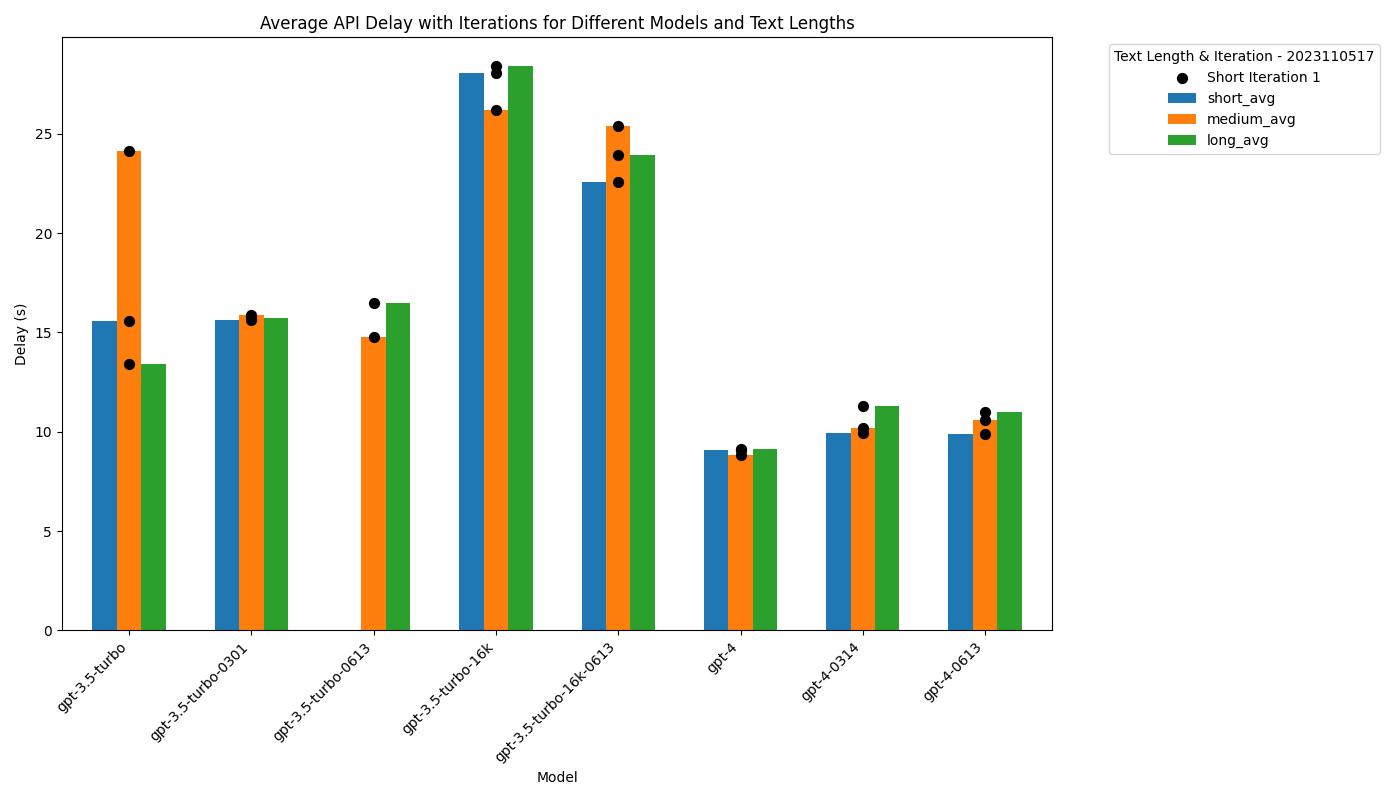 Average API Delay with Iterations for Different Models and Text Lengths
Text Length & Iteration - 2023110517
Short Iteration 1
short_avg
medium_avg
long_avg
Delay (s)
25
20
15
10
5
0
gpt-3.5-turbo
gpt-3.5-turbo-0301
gpt-3.5-turbo-0613
gpt-3.5-turbo-16k
gpt-3.5-turbo-16k-0613
gpt-4
gpt-4-0314
gpt-4-0613
Model